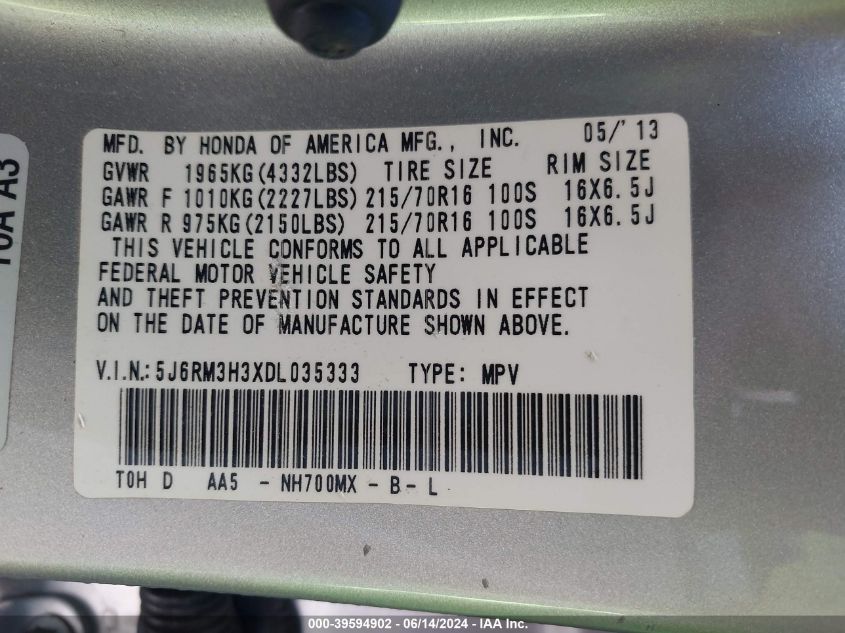 MFD. BY HONDA OF AMERICA MFG., INC. 05/'13
GVWR 1965KG(4332LBS) TIRE SIZE RIM SIZE
GAWR F 1010KG(2227LBS) 215/70R16 100S 16X6.5J
GAWR R 975KG(2150LBS) 215/70R16 100S 16X6.5J
THIS VEHICLE CONFORMS TO ALL APPLICABLE
FEDERAL MOTOR VEHICLE SAFETY
AND THEFT PREVENTION STANDARDS IN EFFECT
ON THE DATE OF MANUFACTURE SHOWN ABOVE.
V.I.N.: 5J6RM3H3XDL035333 TYPE: MPV
T0H D AA5 - NH700MX - B - L
A3
000-39594902 - 06/14/2024 - IAA Inc.